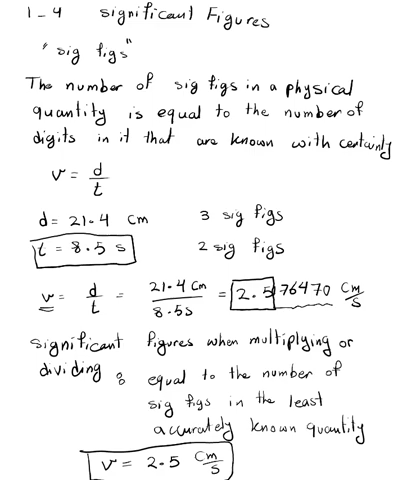 1-4 Significant Figures
"sig figs"
The number of sig figs in a physical
quantity is equal to the number of
digits in it that are known with certainly
v = d/t
d = 21.4 cm 3 sig figs
t = 8.5 s 2 sig figs
v = d/t = 21.4 cm/8.5s = 2.576470 cm/s
significant figures when multiplying or
dividing : equal to the number of
sig figs in the least
accurately known quantity
v = 2.5 cm/s